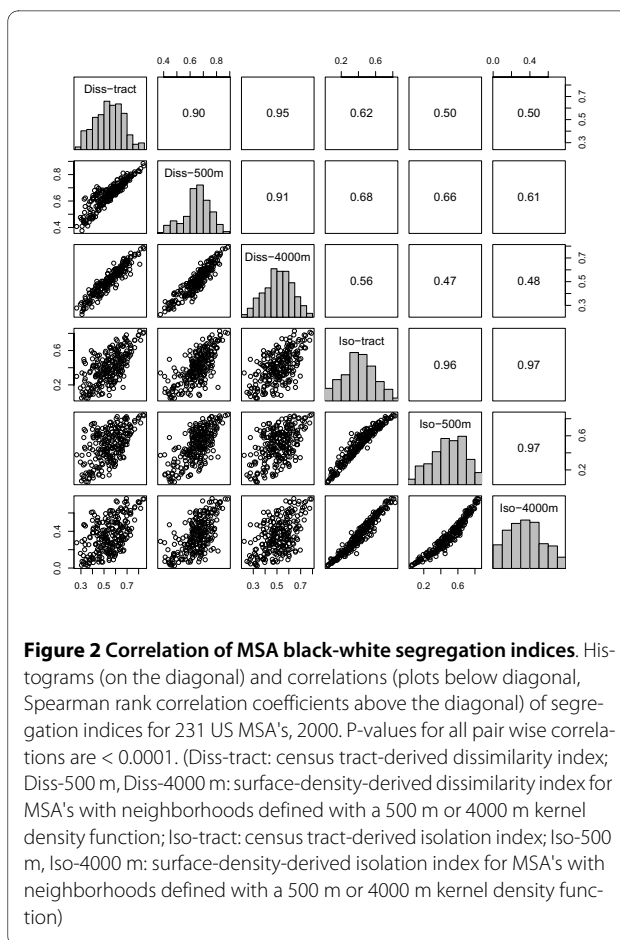 0.4 0.6 0.8
0.2 0.4 0.6 0.8
0.0 0.4
Diss-tract
0.90
0.95
0.62
0.50
0.50
0.3 0.5 0.7
0.4 0.6 0.8
Diss-500m
0.91
0.68
0.66
0.61
Diss-4000m
0.56
0.47
0.48
0.3 0.5 0.7
0.2 0.6
Iso-tract
0.96
0.97
Iso-500m
0.97
0.2 0.6
0.0 0.4
Iso-4000m
0.3 0.5 0.7
0.3 0.5 0.7
0.2 0.6
Figure 2 Correlation of MSA black-white segregation indices. His-
tograms (on the diagonal) and correlations (plots below diagonal,
Spearman rank correlation coefficients above the diagonal) of segre-
gation indices for 231 US MSA's, 2000. P-values for all pair wise correla-
tions are < 0.0001. (Diss-tract: census tract-derived dissimilarity index;
Diss-500 m, Diss-4000 m: surface-density-derived dissimilarity index for
MSA's with neighborhoods defined with a 500 m or 4000 m kernel
density function; Iso-tract: census tract-derived isolation index; Iso-500
m, Iso-4000 m: surface-density-derived isolation index for MSA's with
neighborhoods defined with a 500 m or 4000 m kernel density func-
tion)